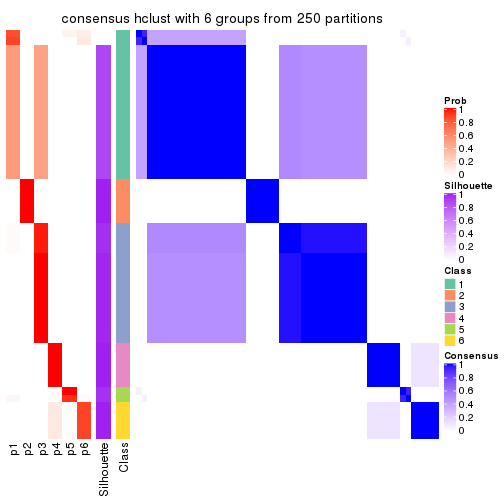 consensus hclust with 6 groups from 250 partitions
Prob
1
0.8
0.6
0.4
0.2
0
Silhouette
1
0.8
0.6
0.4
0.2
0
Class
1
2
3
4
5
6
Consensus
1
0.8
0.6
0.4
0.2
0
p1
p2
p3
p4
p5
p6
Silhouette
Class